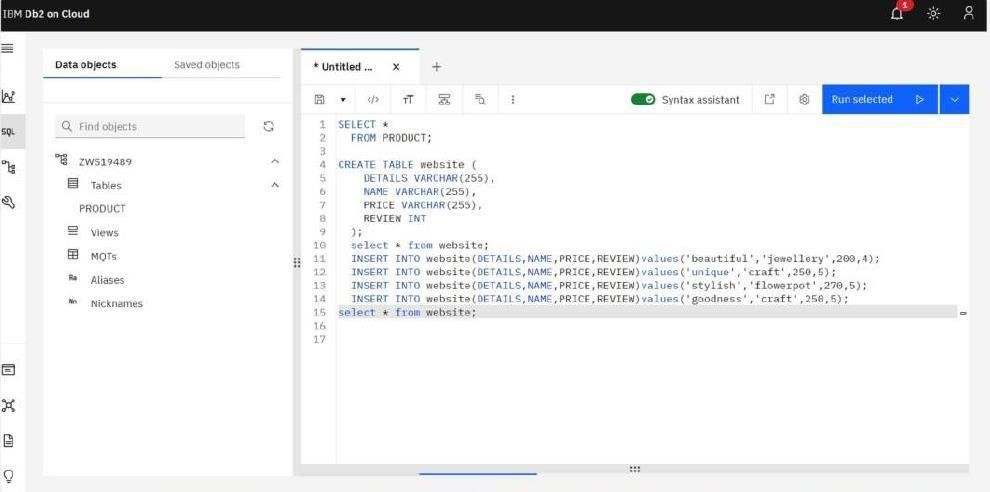 IBM Db2 on Cloud
1
Data objects
Saved objects
* Untitled ... x +
SQL
</> TT
Syntax assistant
Run selected
Find objects
ZWS19489
Tables
PRODUCT
Views
MQTs
Aliases
Nicknames
1 SELECT *
2 FROM PRODUCT;
3
4 CREATE TABLE website (
5 DETAILS VARCHAR(255),
6 NAME VARCHAR(255),
7 PRICE VARCHAR(255),
8 REVIEW INT
9 );
10 select * from website;
11 INSERT INTO website(DETAILS,NAME,PRICE,REVIEW)values('beautiful','jewellery',200,4);
12 INSERT INTO website(DETAILS,NAME,PRICE,REVIEW)values('unique','craft',250,5);
13 INSERT INTO website(DETAILS,NAME,PRICE,REVIEW)values('stylish','flowerpot',270,5);
14 INSERT INTO website(DETAILS,NAME,PRICE,REVIEW)values('goodness','craft',250,5);
15 select * from website;
16
17